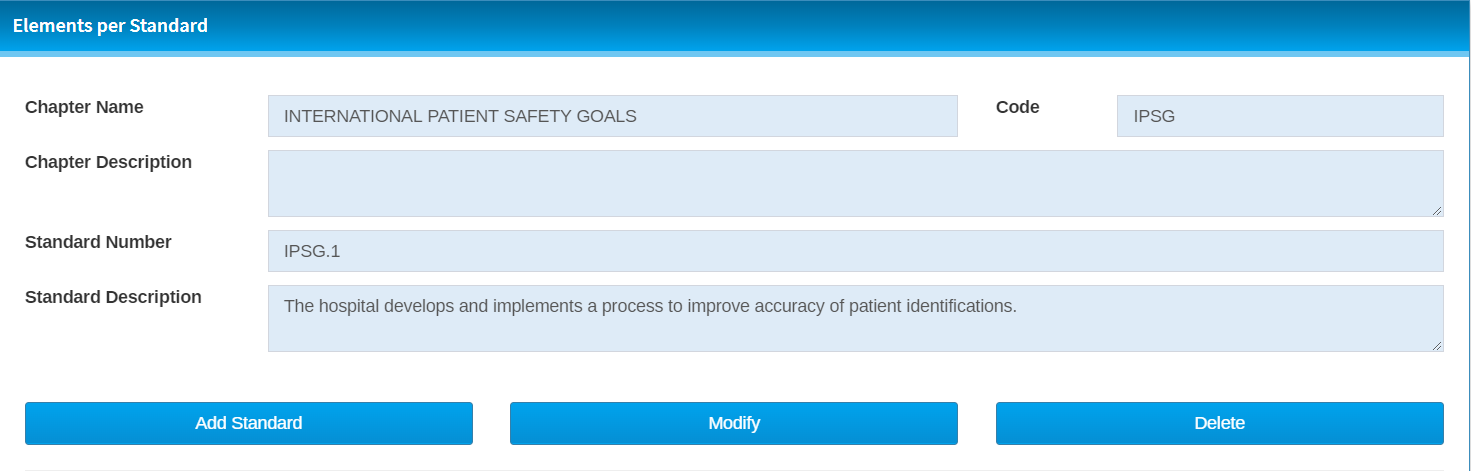 Elements per Standard
Chapter Name
INTERNATIONAL PATIENT SAFETY GOALS
Code
IPSG
Chapter Description
Standard Number
IPSG.1
Standard Description
The hospital develops and implements a process to improve accuracy of patient identifications.
Add Standard
Modify
Delete